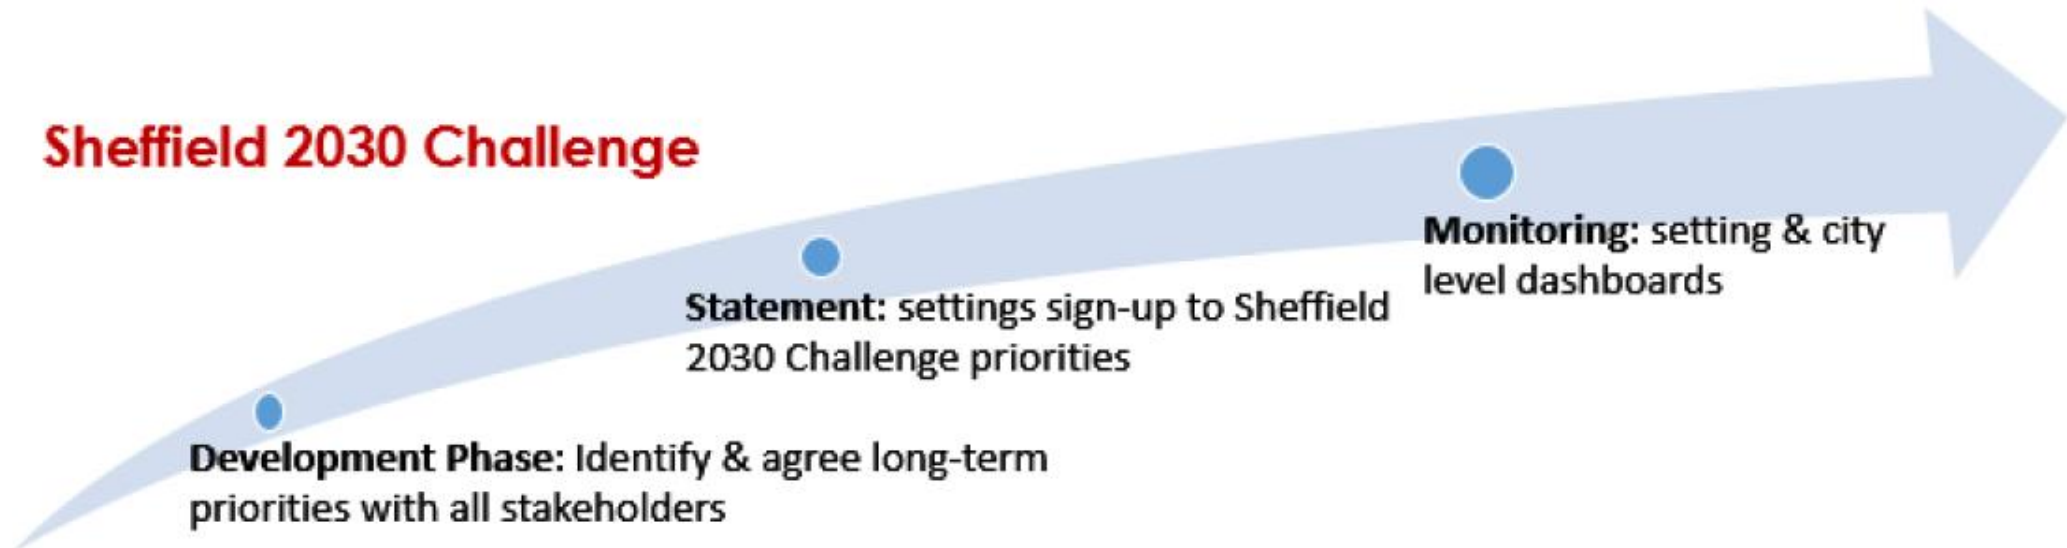 Sheffield 2030 Challenge
Monitoring: setting & city
level dashboards
Statement: settings sign-up to Sheffield
2030 Challenge priorities
Development Phase: Identify & agree long-term
priorities with all stakeholders